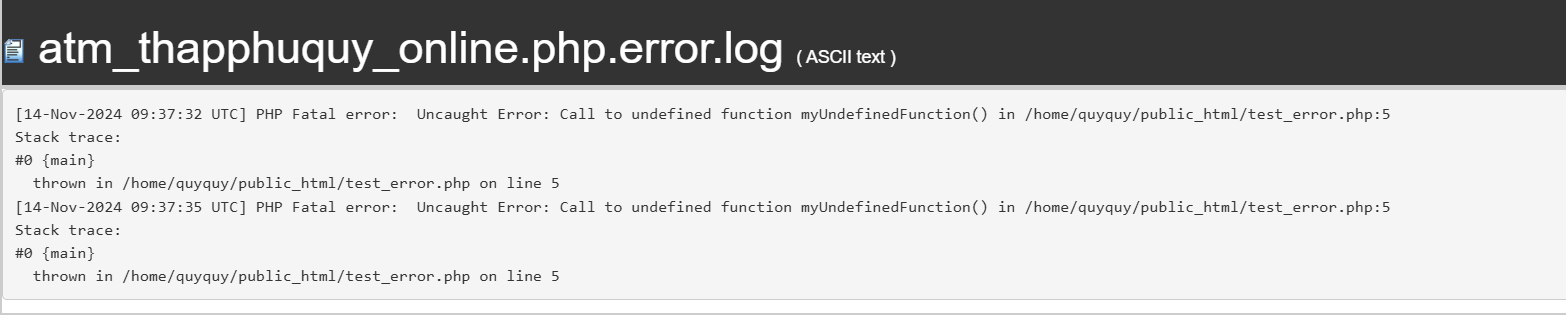 atm_thapphuquy_online.php.error.log ( ASCII text )
[14-Nov-2024 09:37:32 UTC] PHP Fatal error:  Uncaught Error: Call to undefined function myUndefinedFunction() in /home/quyquy/public_html/test_error.php:5
Stack trace:
#0 {main}
  thrown in /home/quyquy/public_html/test_error.php on line 5
[14-Nov-2024 09:37:35 UTC] PHP Fatal error:  Uncaught Error: Call to undefined function myUndefinedFunction() in /home/quyquy/public_html/test_error.php:5
Stack trace:
#0 {main}
  thrown in /home/quyquy/public_html/test_error.php on line 5